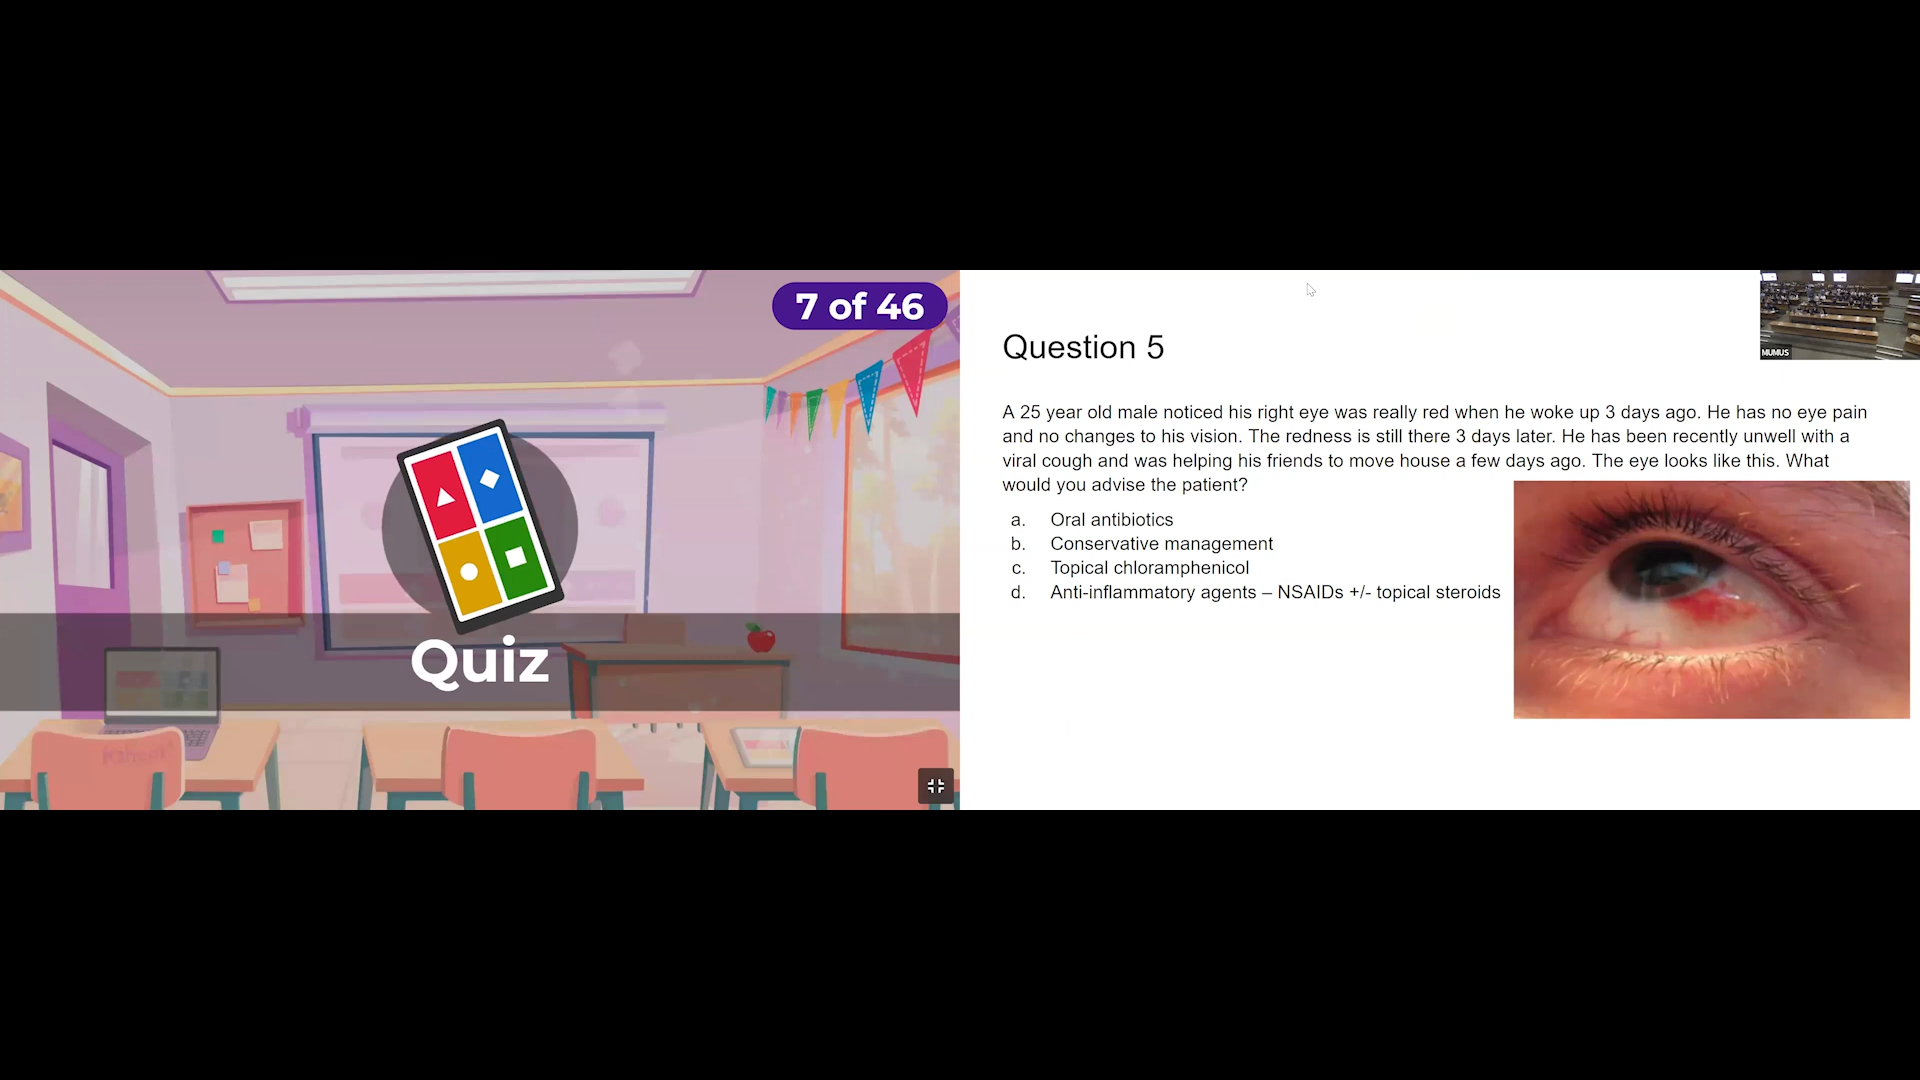 7 of 46
Quiz
Kahoot!
MUMUS
Question 5
A 25 year old male noticed his right eye was really red when he woke up 3 days ago. He has no eye pain
and no changes to his vision. The redness is still there 3 days later. He has been recently unwell with a
viral cough and was helping his friends to move house a few days ago. The eye looks like this. What
would you advise the patient?
a. Oral antibiotics
b. Conservative management
c. Topical chloramphenicol
d. Anti-inflammatory agents – NSAIDs +/- topical steroids